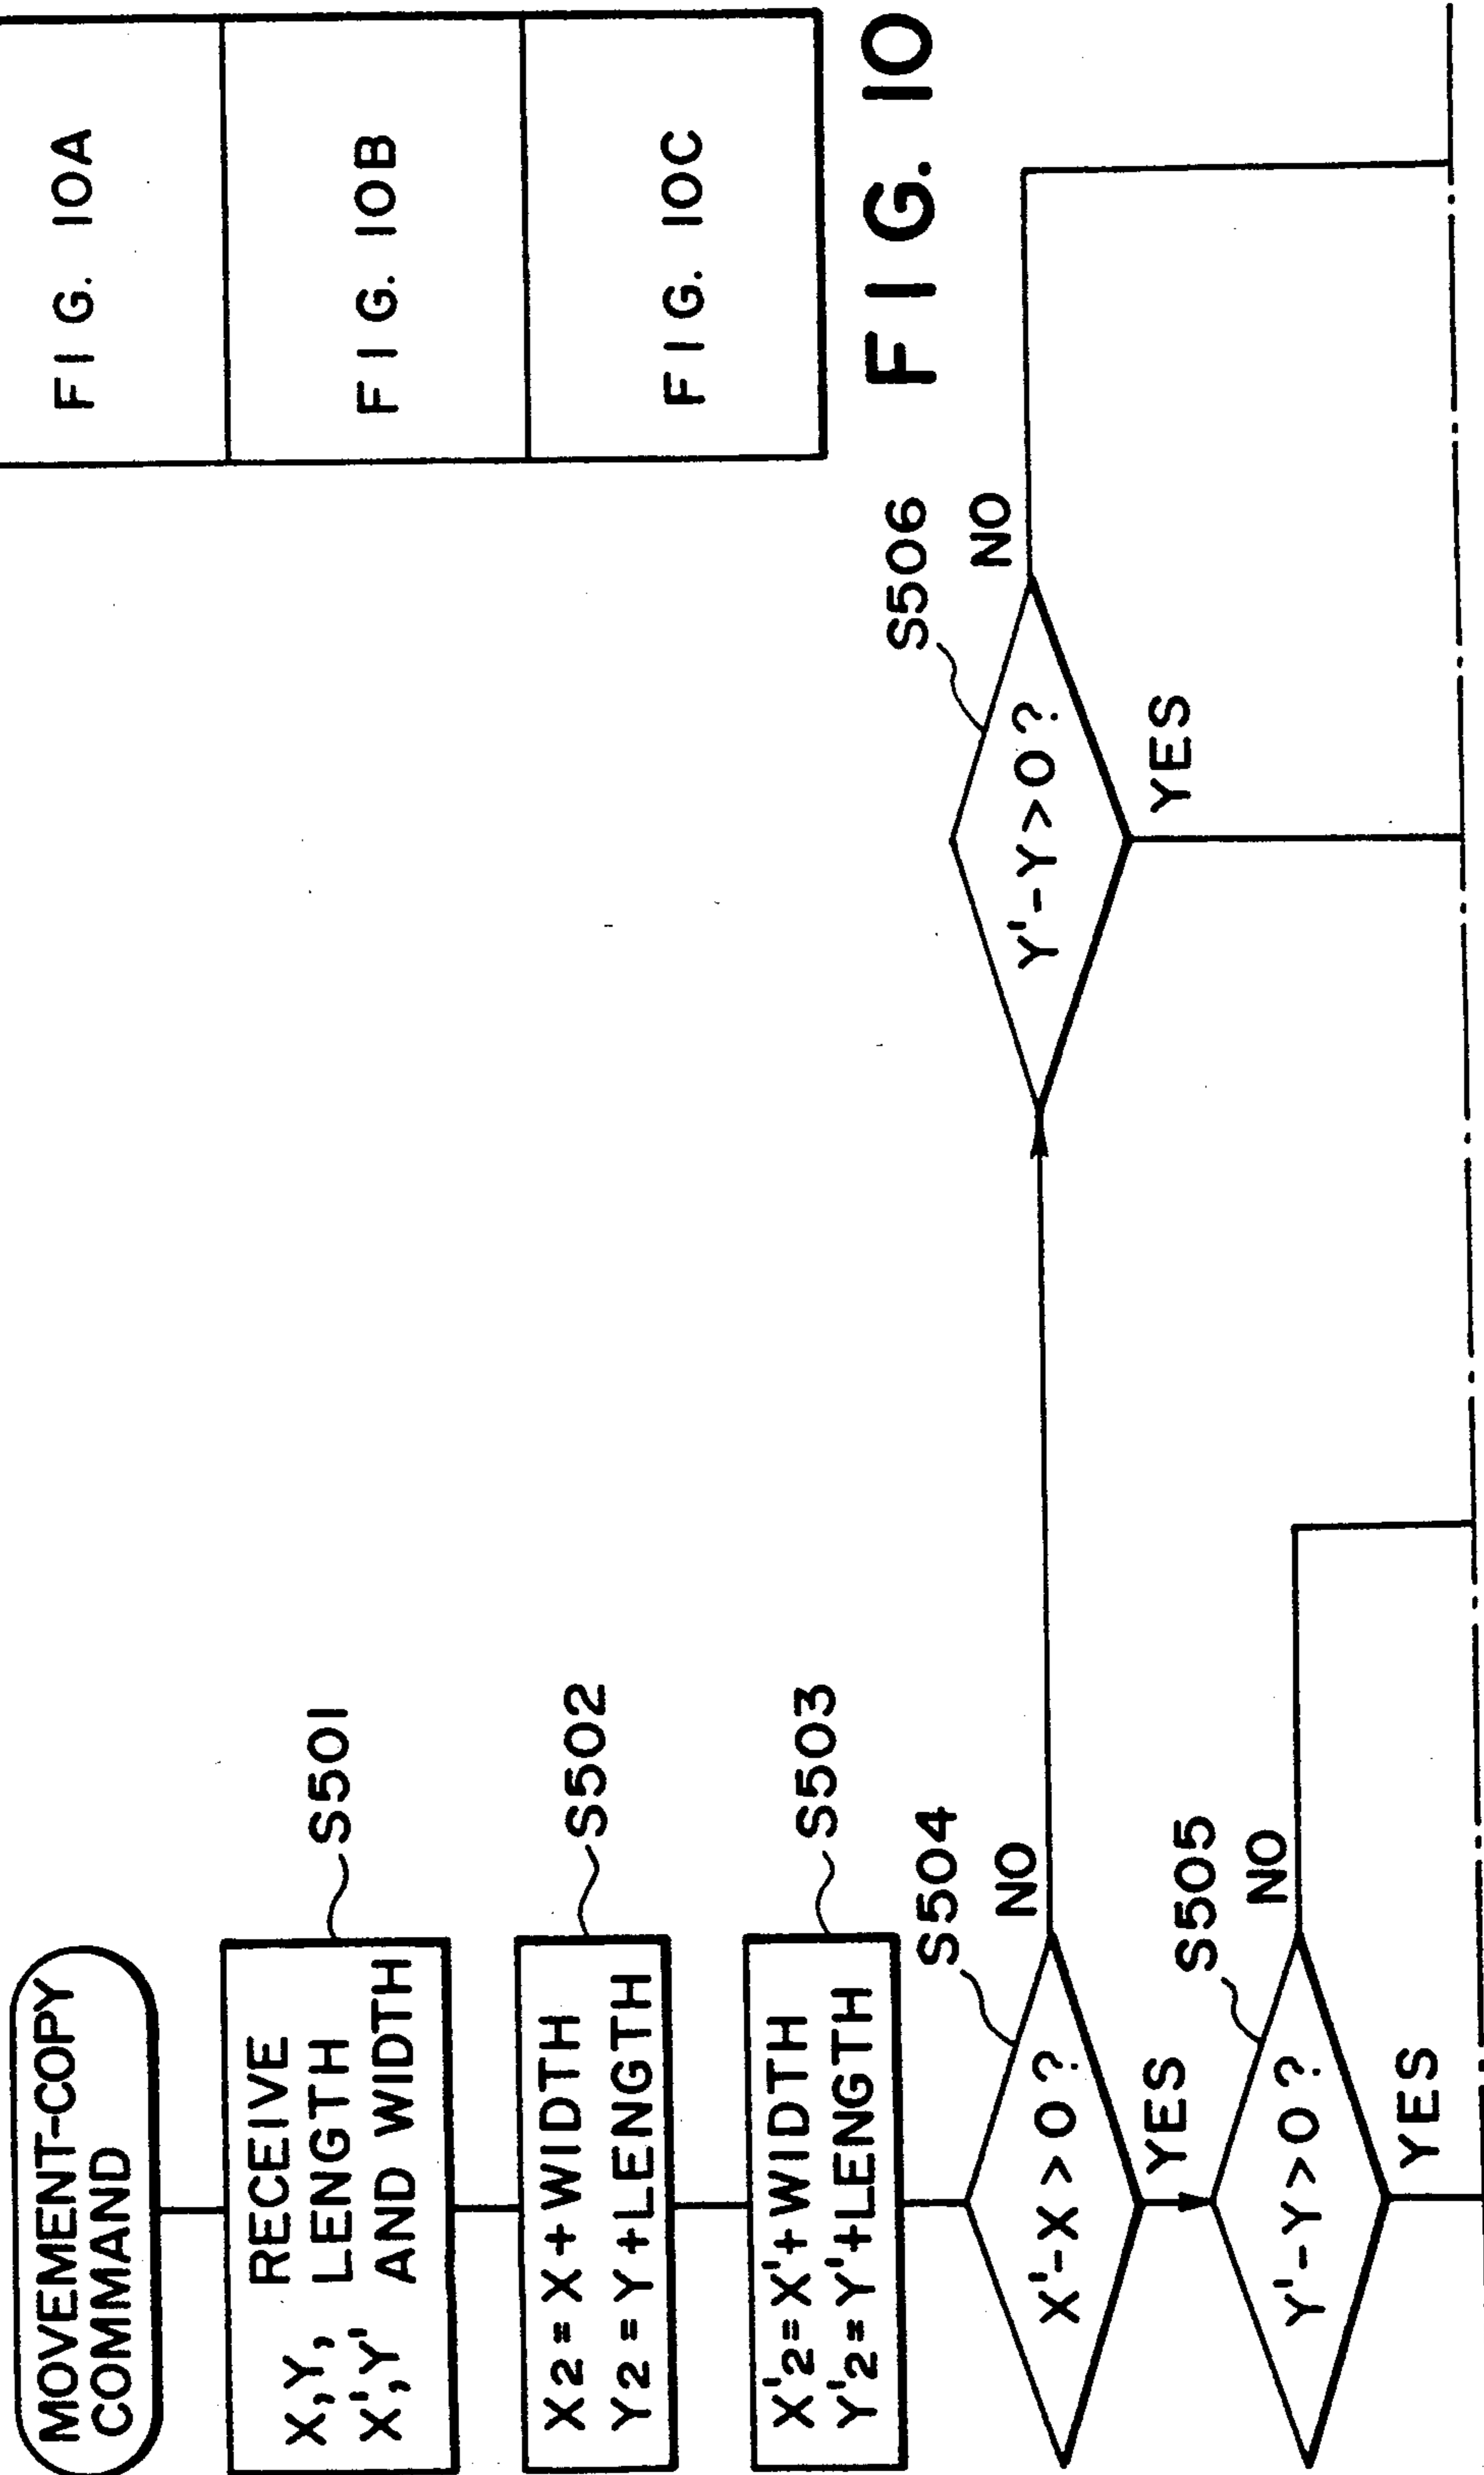 FIG. 10A
FIG. 10B
FIG. 10C
FIG. 10
MOVEMENT-COPY
COMMAND
RECEIVE
X,Y, LENGTH
X',Y' AND WIDTH
S501
X2=X+WIDTH
Y2=Y+LENGTH
S502
X'2=X'+WIDTH
Y'2=Y'+LENGTH
S503
S504
X'-X>0?
NO
YES
S505
Y'-Y>0?
NO
YES
S506
Y'-Y>0?
NO
YES